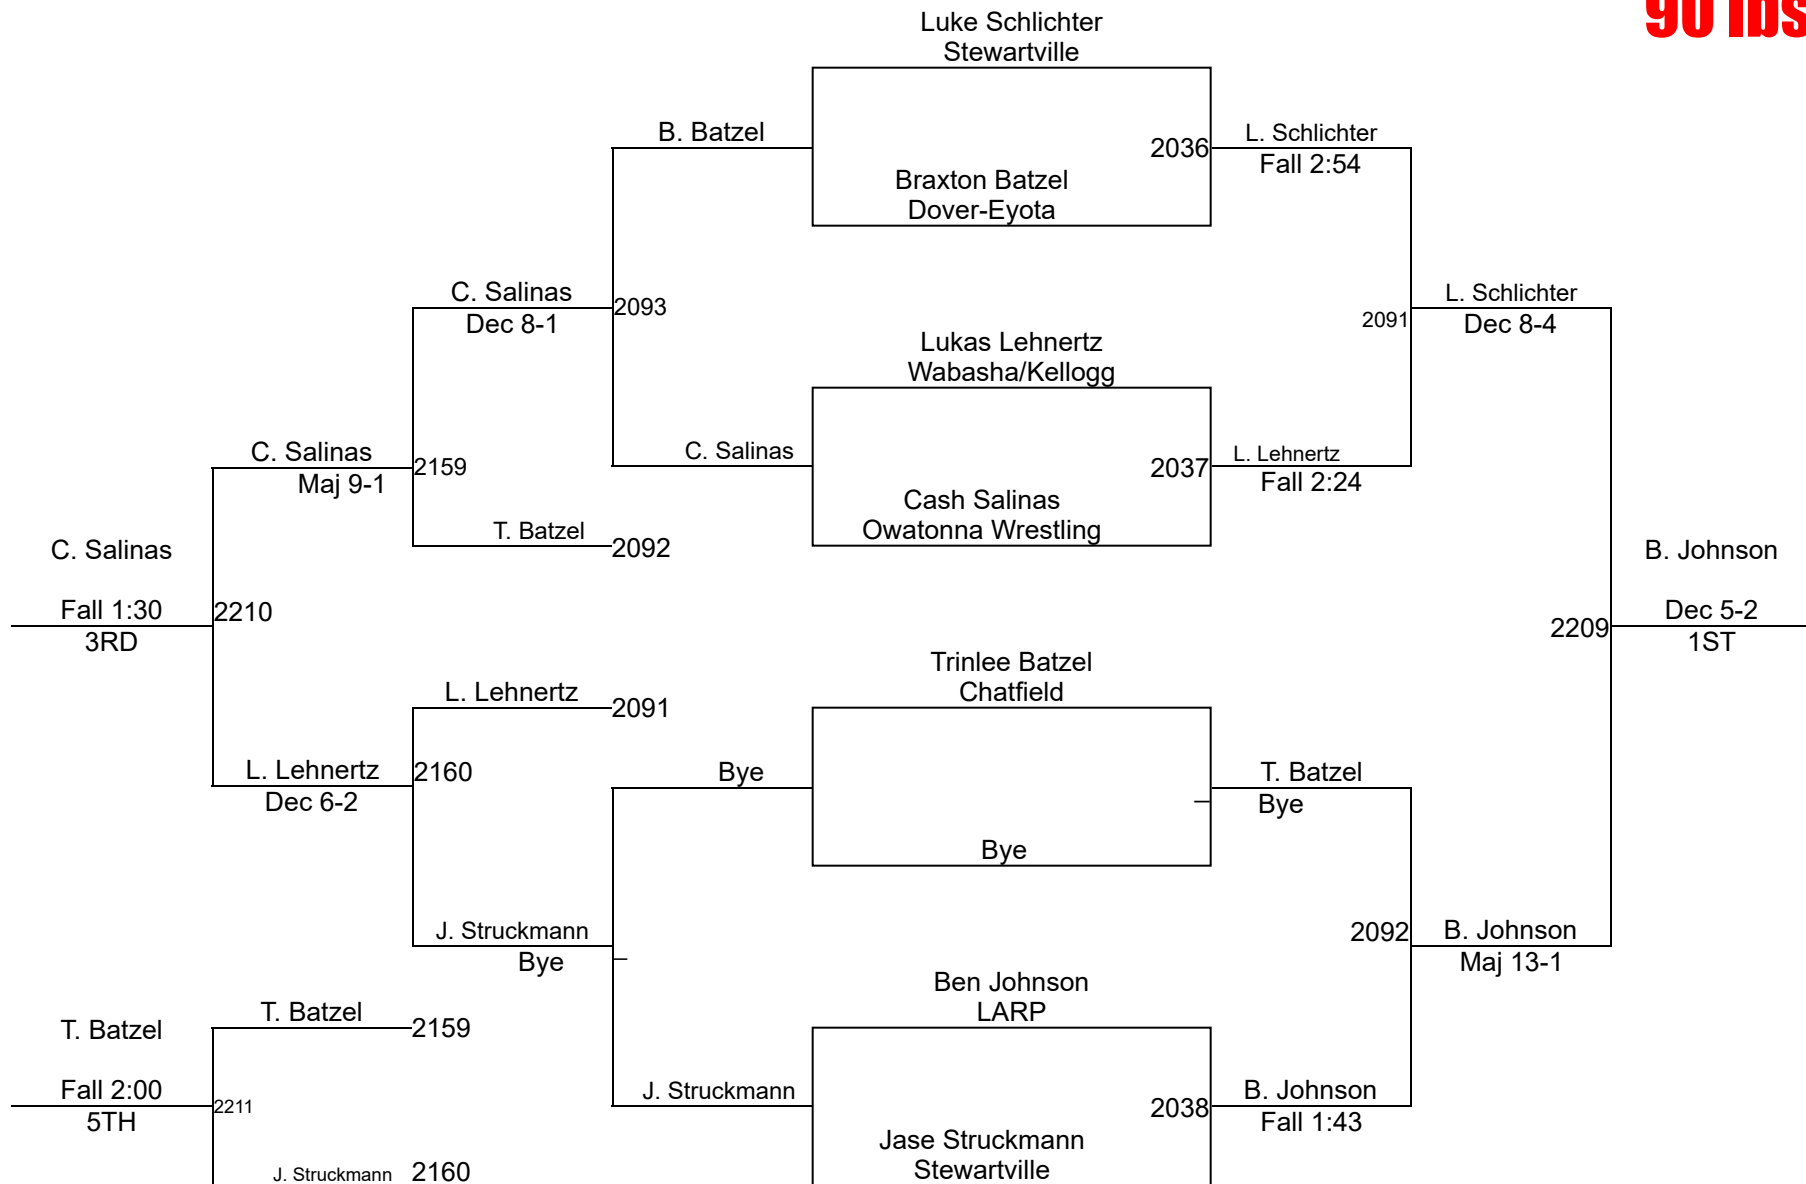 90 lbs
Luke Schlichter
Stewartville
B. Batzel
2036
L. Schlichter
Fall 2:54
Braxton Batzel
Dover-Eyota
C. Salinas
Dec 8-1
2093
2091
L. Schlichter
Dec 8-4
Lukas Lehnertz
Wabasha/Kellogg
C. Salinas
Maj 9-1
2159
C. Salinas
2037
L. Lehnertz
Fall 2:24
Cash Salinas
Owatonna Wrestling
T. Batzel
2092
C. Salinas
Fall 1:30
3RD
2210
B. Johnson
Dec 5-2
1ST
2209
Trinlee Batzel
Chatfield
L. Lehnertz
2091
L. Lehnertz
Dec 6-2
2160
Bye
T. Batzel
Bye
Bye
J. Struckmann
Bye
2092
B. Johnson
Maj 13-1
Ben Johnson
LARP
T. Batzel
2159
T. Batzel
Fall 2:00
5TH
2211
J. Struckmann
2038
B. Johnson
Fall 1:43
Jase Struckmann
Stewartville
J. Struckmann
2160